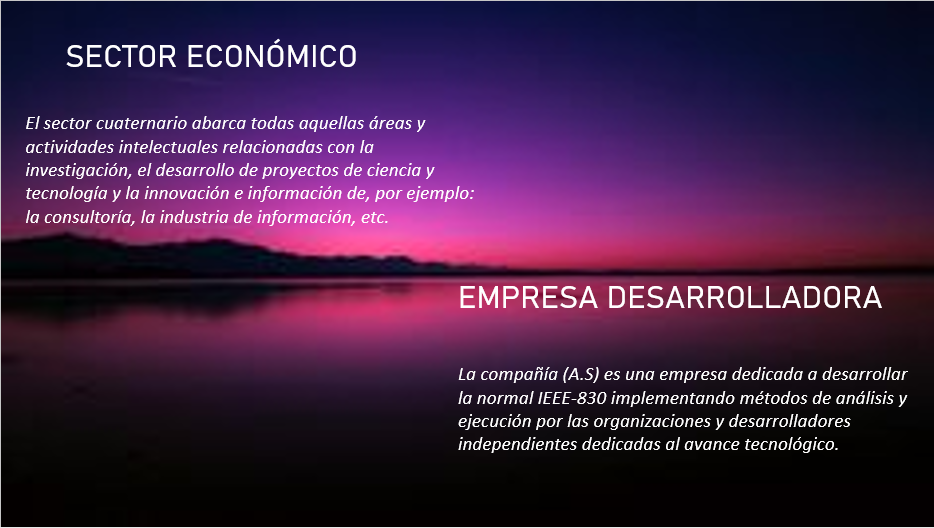 SECTOR ECONÓMICO
El sector cuaternario abarca todas aquellas áreas y
actividades intelectuales relacionadas con la
investigación, el desarrollo de proyectos de ciencia y
tecnología y la innovación e información de, por ejemplo:
la consultoría, la industria de información, etc.
EMPRESA DESARROLLADORA
La compañía (A.S) es una empresa dedicada a desarrollar
la normal IEEE-830 implementando métodos de análisis y
ejecución por las organizaciones y desarrolladores
independientes dedicadas al avance tecnológico.